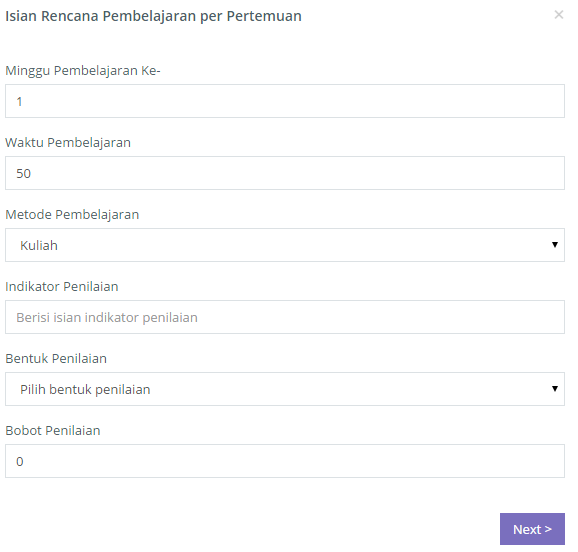 Isian Rencana Pembelajaran per Pertemuan ×
Minggu Pembelajaran Ke-
1
Waktu Pembelajaran
50
Metode Pembelajaran
Kuliah
Indikator Penilaian
Berisi isian indikator penilaian
Bentuk Penilaian
Pilih bentuk penilaian
Bobot Penilaian
0
Next >